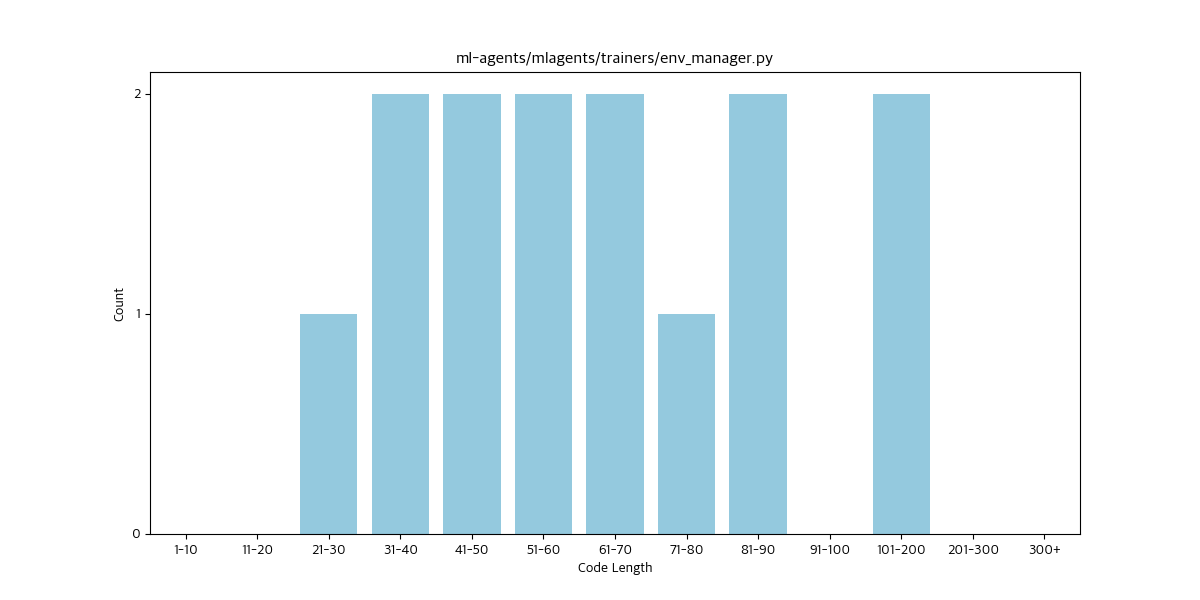 ml-agents/mlagents/trainers/env_manager.py
Count
2
1
0
1-10 11-20 21-30 31-40 41-50 51-60 61-70 71-80 81-90 91-100 101-200 201-300 300+
Code Length